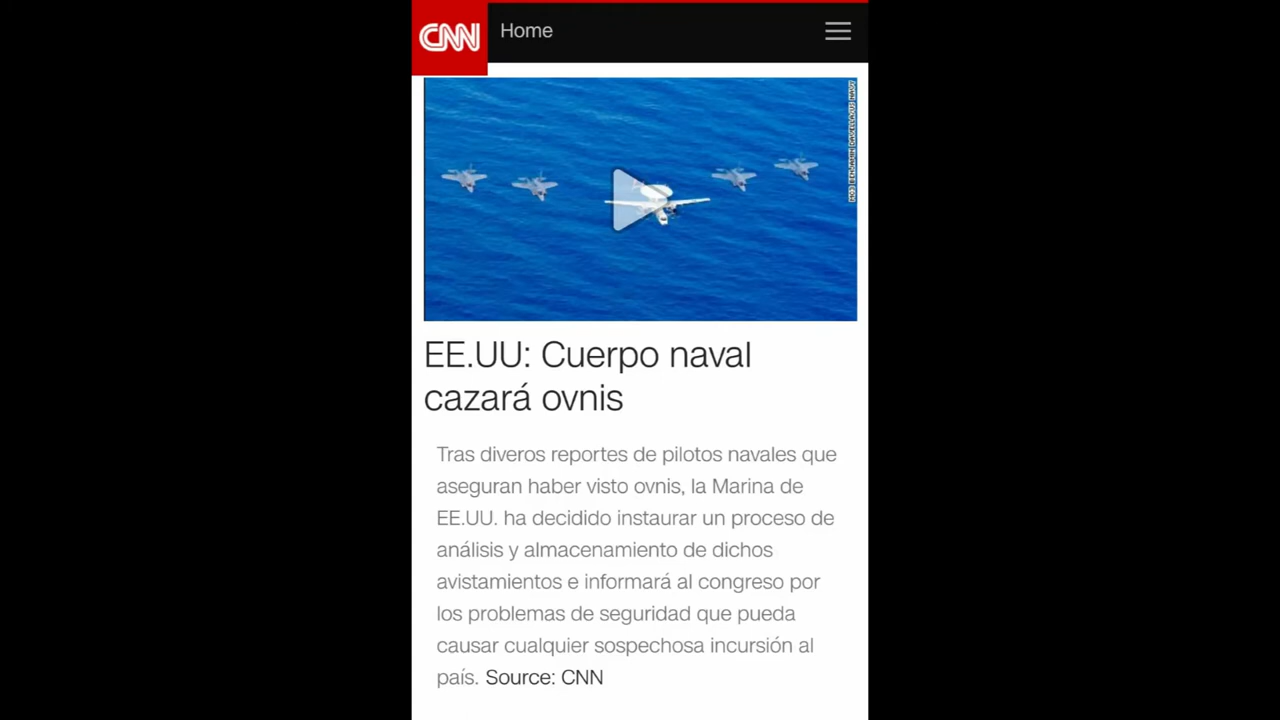 CNN
Home
EE.UU: Cuerpo naval
cazará ovnis
Tras diveros reportes de pilotos navales que
aseguran haber visto ovnis, la Marina de
EE.UU. ha decidido instaurar un proceso de
análisis y almacenamiento de dichos
avistamientos e informará al congreso por
los problemas de seguridad que pueda
causar cualquier sospechosa incursión al
país. Source: CNN